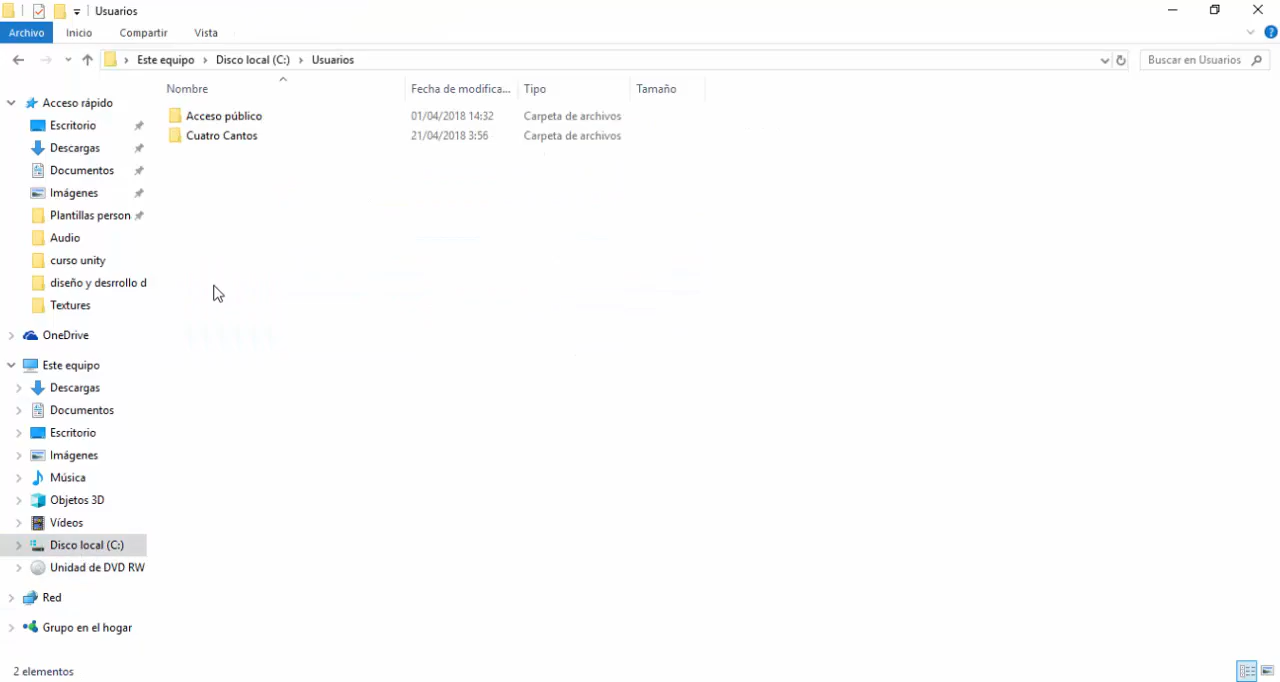 Usuarios
Archivo Inicio Compartir Vista
Este equipo Disco local (C:) Usuarios
Buscar en Usuarios
Nombre Fecha de modifica... Tipo Tamaño
Acceso público 01/04/2018 14:32 Carpeta de archivos
Cuatro Cantos 21/04/2018 3:56 Carpeta de archivos
Acceso rápido
Escritorio
Descargas
Documentos
Imágenes
Plantillas person
Audio
curso unity
diseño y desrrollo d
Textures
OneDrive
Este equipo
Descargas
Documentos
Escritorio
Imágenes
Música
Objetos 3D
Vídeos
Disco local (C:)
Unidad de DVD RW
Red
Grupo en el hogar
2 elementos